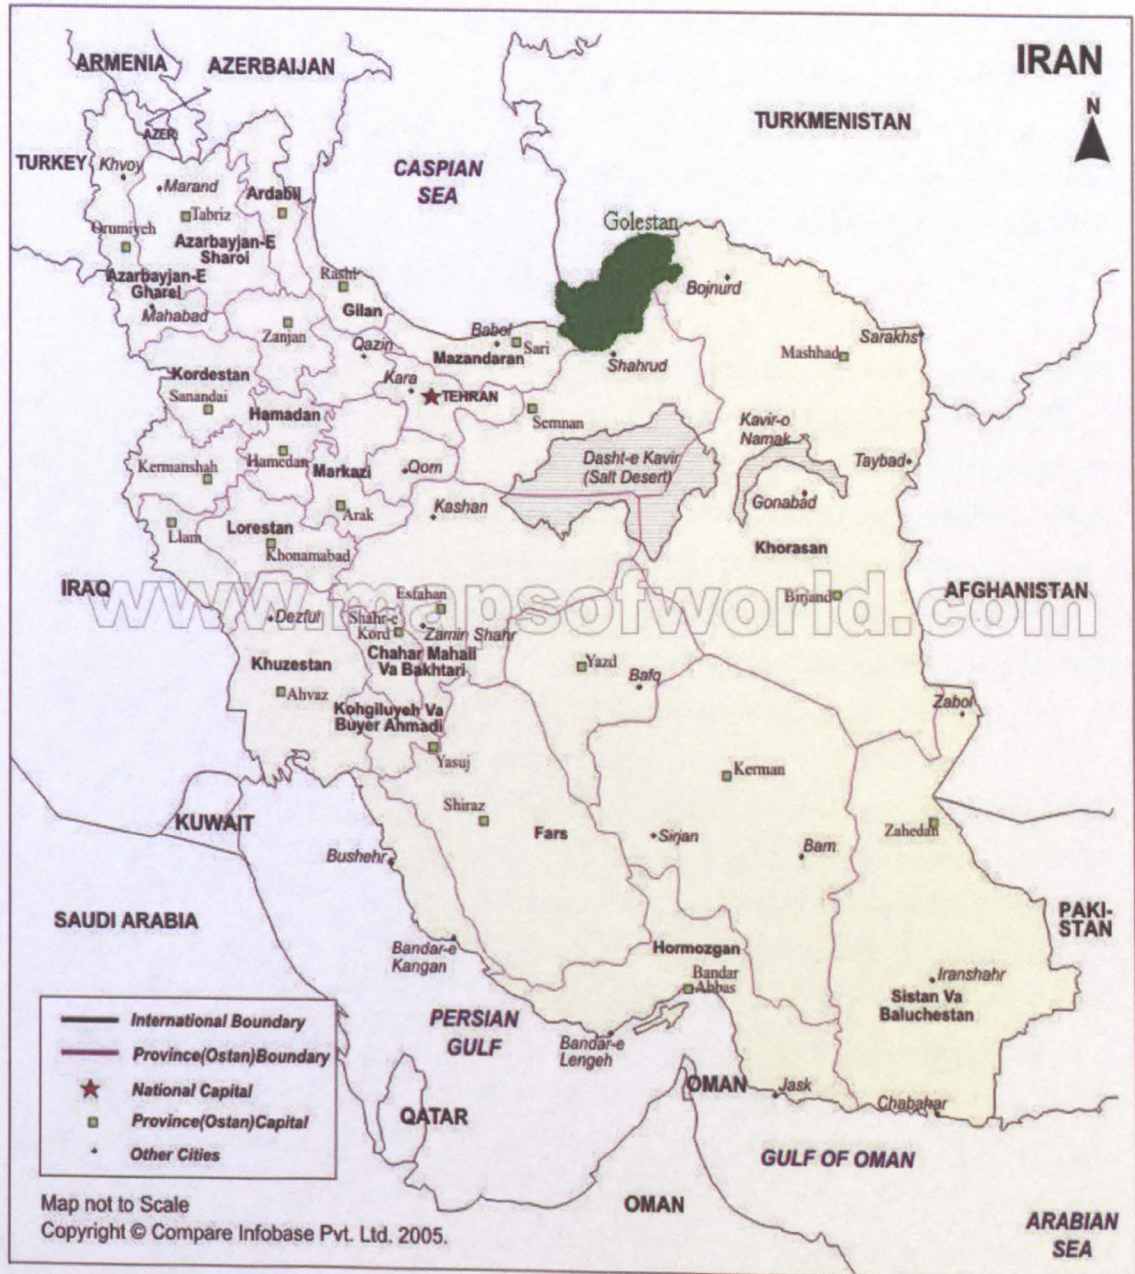 IRAN
N
ARMENIA
AZERBAIJAN
AZER.
TURKEY
Khvoy
Marand
Tabriz
Ardabil
Orumiyeh
Azarbayjan-E
Sharoi
Azarbayjan-E
Gharel
Mahabad
CASPIAN
SEA
TURKMENISTAN
Golestan
Rasht
Gilan
Zanjan
Qazin
Babol
Sari
Mazandaran
Bojnurd
Shahrud
Mashhad
Sarakhs
Kordestan
Sanandai
Kara
TEHRAN
Hamadan
Semnan
Hamedan
Kermanshah
Markazi
Qom
Dasht-e Kavir
(Salt Desert)
Kavir-o
Namak
Taybad
Gonabad
Llam
Lorestan
Arak
Kashan
Khonamabad
Khorasan
IRAQ
www.mapsofworld.com
AFGHANISTAN
Birjand
Esfahan
Dezful
Shahr-e
Kord
Zamin Shahr
Chahar Mahall
Va Bakhtari
Khuzestan
Ahvaz
Yazd
Bafq
Zabol
Kohgiluyeh Va
Buyer Ahmadi
Yasuj
Kerman
Shiraz
Fars
KUWAIT
Sirjan
Bam
Zahedan
Bushehr
SAUDI ARABIA
PAKI-
STAN
Bandar-e
Kangan
Hormozgan
Bandar
Abbas
Iranshahr
Sistan Va
Baluchestan
PERSIAN
GULF
Bandar-e
Lengeh
OMAN
Jask
Chabahar
QATAR
GULF OF OMAN
OMAN
ARABIAN
SEA
International Boundary
Province(Ostan)Boundary
National Capital
Province(Ostan)Capital
Other Cities
Map not to Scale
Copyright © Compare Infobase Pvt. Ltd. 2005.